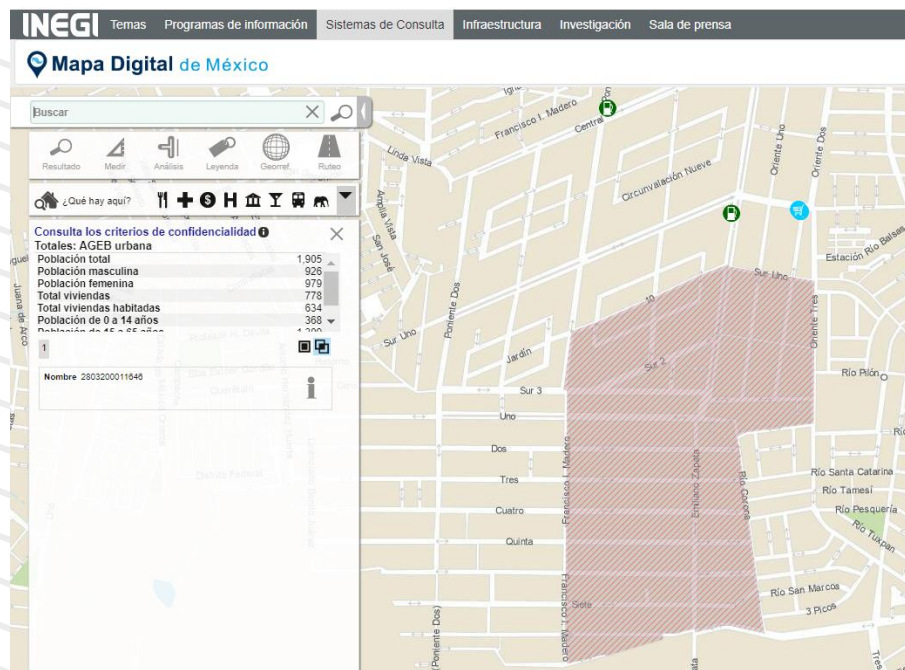 INEGI Temas Programas de información Sistemas de Consulta Infraestructura Investigación Sala de prensa
Mapa Digital de México
Buscar
Resultado Medir Análisis Leyenda Georref. Ruteo
¿Qué hay aquí?
Consulta los criterios de confidencialidad
Totales: AGEB urbana
Población total 1,905
Población masculina 926
Población femenina 979
Total viviendas 778
Total viviendas habitadas 634
Población de 0 a 14 años 368
1
Nombre 2803200011646
Francisco I. Madero
Central
Linda Vista
Oriente Uno
Oriente Dos
Circunvalación Nueve
Amplia Vista
San José
Estación Río Balsas
Juana de Arco
Sur Uno
Poniente Dos
10
Oriente Tres
Sur Uno
Jardín
Sur 2
Río Pilón
Sur 3
Uno
Dos
Francisco I. Madero
Emiliano Zapata
Río Corona
Tres
Río Santa Catarina
Río Tamesí
Cuatro
Río Pesquería
Río Tuxpan
Quinta
Río San Marcos
Siete
3 Picos
Francisco I. Madero
(Poniente Dos)
Tres